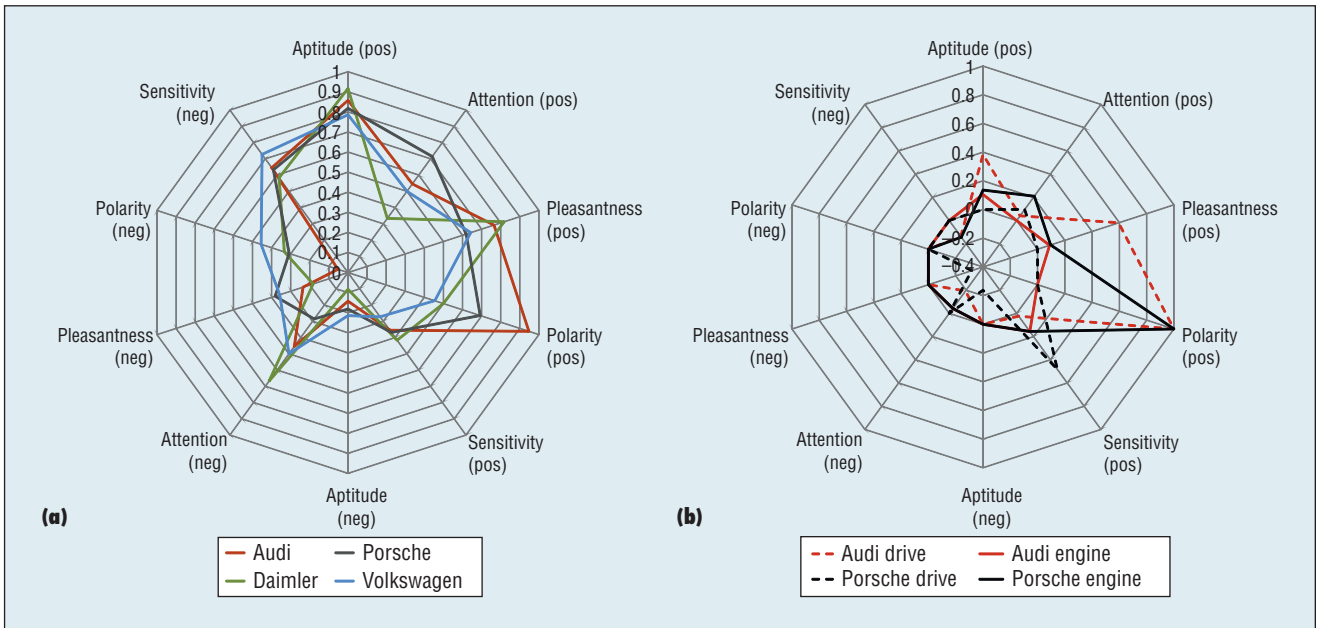 Aptitude (pos)
Sensitivity
(neg)
Attention (pos)
Polarity
(neg)
Pleasantness
(pos)
Pleasantness
(neg)
Polarity
(pos)
Attention
(neg)
Sensitivity
(pos)
Aptitude
(neg)
1
0.9
0.8
0.7
0.6
0.5
0.4
0.3
0.2
0.1
0
(a)
Audi
Porsche
Daimler
Volkswagen
Aptitude (pos)
Sensitivity
(neg)
Attention (pos)
Polarity
(neg)
Pleasantness
(pos)
Pleasantness
(neg)
Polarity
(pos)
Attention
(neg)
Sensitivity
(pos)
Aptitude
(neg)
1
0.8
0.6
0.4
0.2
−0.2
−0.4
(b)
Audi drive
Audi engine
Porsche drive
Porsche engine